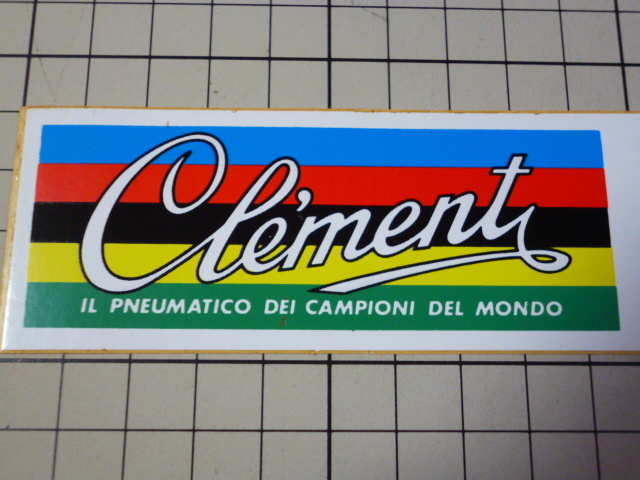 Clément
IL PNEUMATICO DEI CAMPIONI DEL MONDO